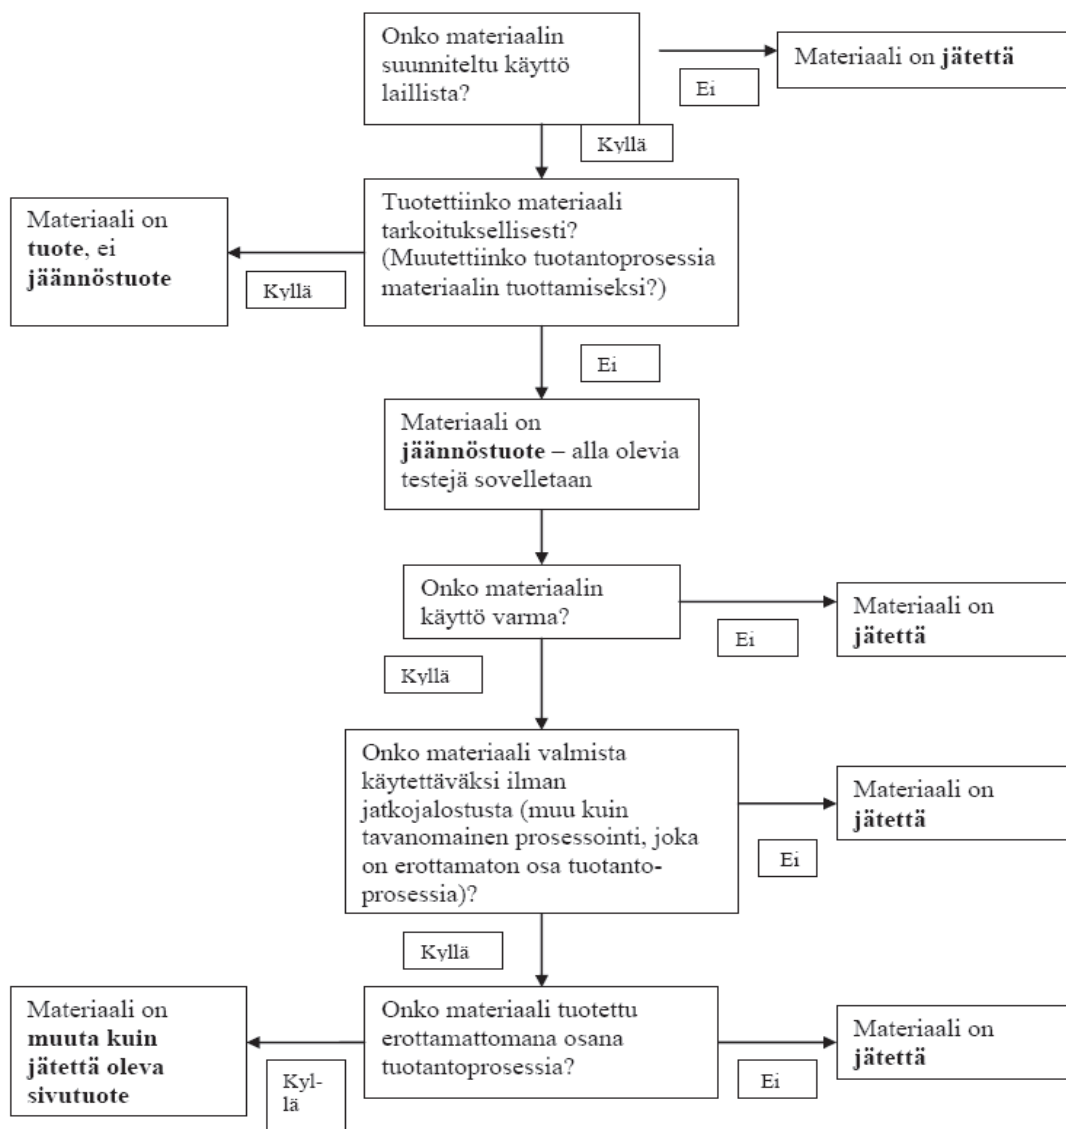 Onko materiaalin
suunniteltu käyttö
laillista?
Ei
Materiaali on jätettä
Kyllä
Tuotettiinko materiaali
tarkoituksellisesti?
(Muutettiinko tuotantoprosessia
materiaalin tuottamiseksi?)
Kyllä
Materiaali on
tuote, ei
jäännöstuote
Ei
Materiaali on
jäännöstuote – alla olevia
testejä sovelletaan
Onko materiaalin
käyttö varma?
Ei
Materiaali on
jätettä
Kyllä
Onko materiaali valmista
käytettäväksi ilman
jatkojalostusta (muu kuin
tavanomainen prosessointi, joka
on erottamaton osa tuotanto-
prosessia)?
Ei
Materiaali on
jätettä
Kyllä
Onko materiaali tuotettu
erottamattomana osana
tuotantoprosessia?
Kyl-
lä
Materiaali on
muuta kuin
jätettä oleva
sivutuote
Ei
Materiaali on
jätettä